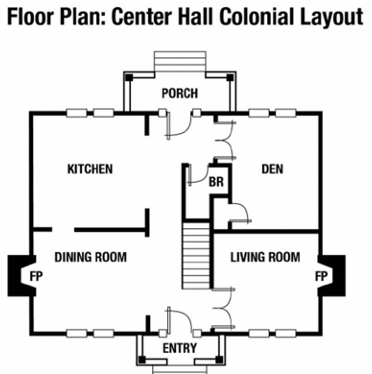 Floor Plan: Center Hall Colonial Layout
PORCH
KITCHEN
BR
DEN
DINING ROOM
LIVING ROOM
FP
FP
ENTRY